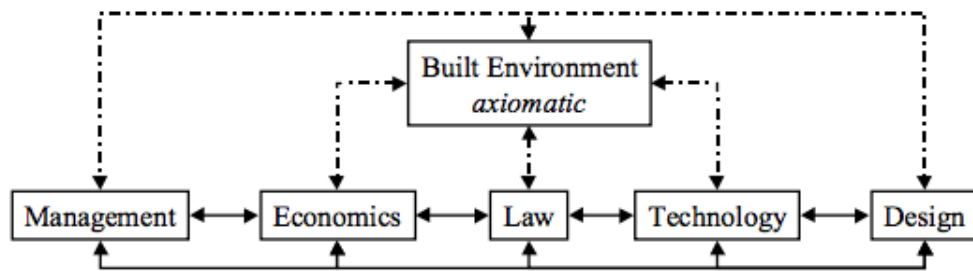 Built Environment
axiomatic
Management
Economics
Law
Technology
Design